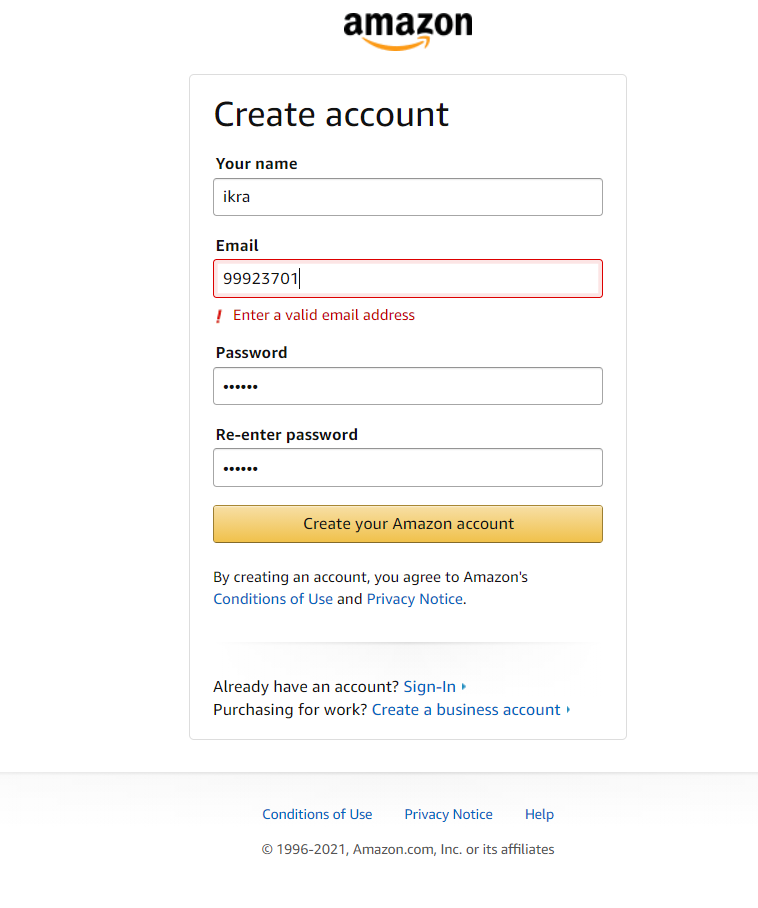 amazon
Create account
Your name
ikra
Email
99923701
! Enter a valid email address
Password
••••••
Re-enter password
••••••
Create your Amazon account
By creating an account, you agree to Amazon's
Conditions of Use and Privacy Notice.
Already have an account? Sign-In
Purchasing for work? Create a business account
Conditions of Use Privacy Notice Help
© 1996-2021, Amazon.com, Inc. or its affiliates